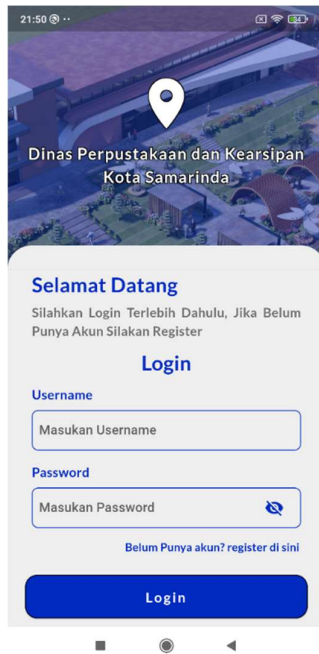 21:50
Dinas Perpustakaan dan Kearsipan
Kota Samarinda
Selamat Datang
Silahkan Login Terlebih Dahulu, Jika Belum
Punya Akun Silakan Register
Login
Username
Masukan Username
Password
Masukan Password
Belum Punya akun? register di sini
Login